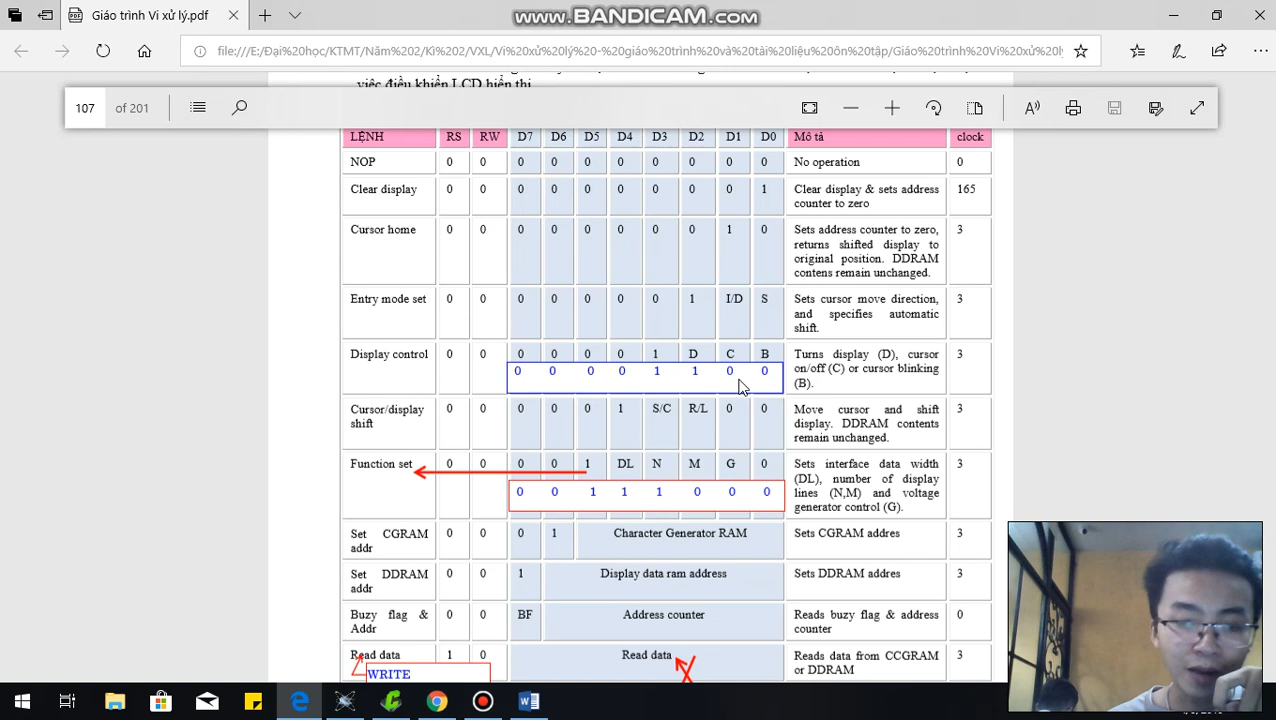 Giáo trình Vi xử lý.pdf
WWW.BANDICAM.COM
file:///E:/Đại%20học/KTMT/Năm%202/Kì%202/VXL/Vi%20xử%20lý%20-%20giáo%20trình%20và%20tài%20liệu%20ôn%20tập/Giáo%20trình%20Vi%20xử%20l
việc điều khiển LCD hiển thị
107 of 201
LỆNH RS RW D7 D6 D5 D4 D3 D2 D1 D0 Mô tả clock
NOP 0 0 0 0 0 0 0 0 0 0 No operation 0
Clear display 0 0 0 0 0 0 0 0 0 1 Clear display & sets address 165
counter to zero
Cursor home 0 0 0 0 0 0 0 0 1 0 Sets address counter to zero, 3
returns shifted display to
original position. DDRAM
contens remain unchanged.
Entry mode set 0 0 0 0 0 0 0 1 I/D S Sets cursor move direction, 3
and specifies automatic
shift.
Display control 0 0 0 0 0 0 1 D C B Turns display (D), cursor 3
0 0 0 0 1 1 0 0 on/off (C) or cursor blinking
(B).
Cursor/display 0 0 0 0 0 1 S/C R/L 0 0 Move cursor and shift 3
shift display. DDRAM contents
remain unchanged.
Function set 0 0 0 0 1 DL N M G 0 Sets interface data width 3
(DL), number of display
0 0 1 1 1 0 0 0 lines (N,M) and voltage
generator control (G).
Set CGRAM 0 0 0 1 Character Generator RAM Sets CGRAM addres 3
addr
Set DDRAM 0 0 1 Display data ram address Sets DDRAM addres 3
addr
Buzy flag & 0 0 BF Address counter Reads buzy flag & address 0
Addr counter
Read data 1 0 Read data Reads data from CCGRAM 3
WRITE or DDRAM